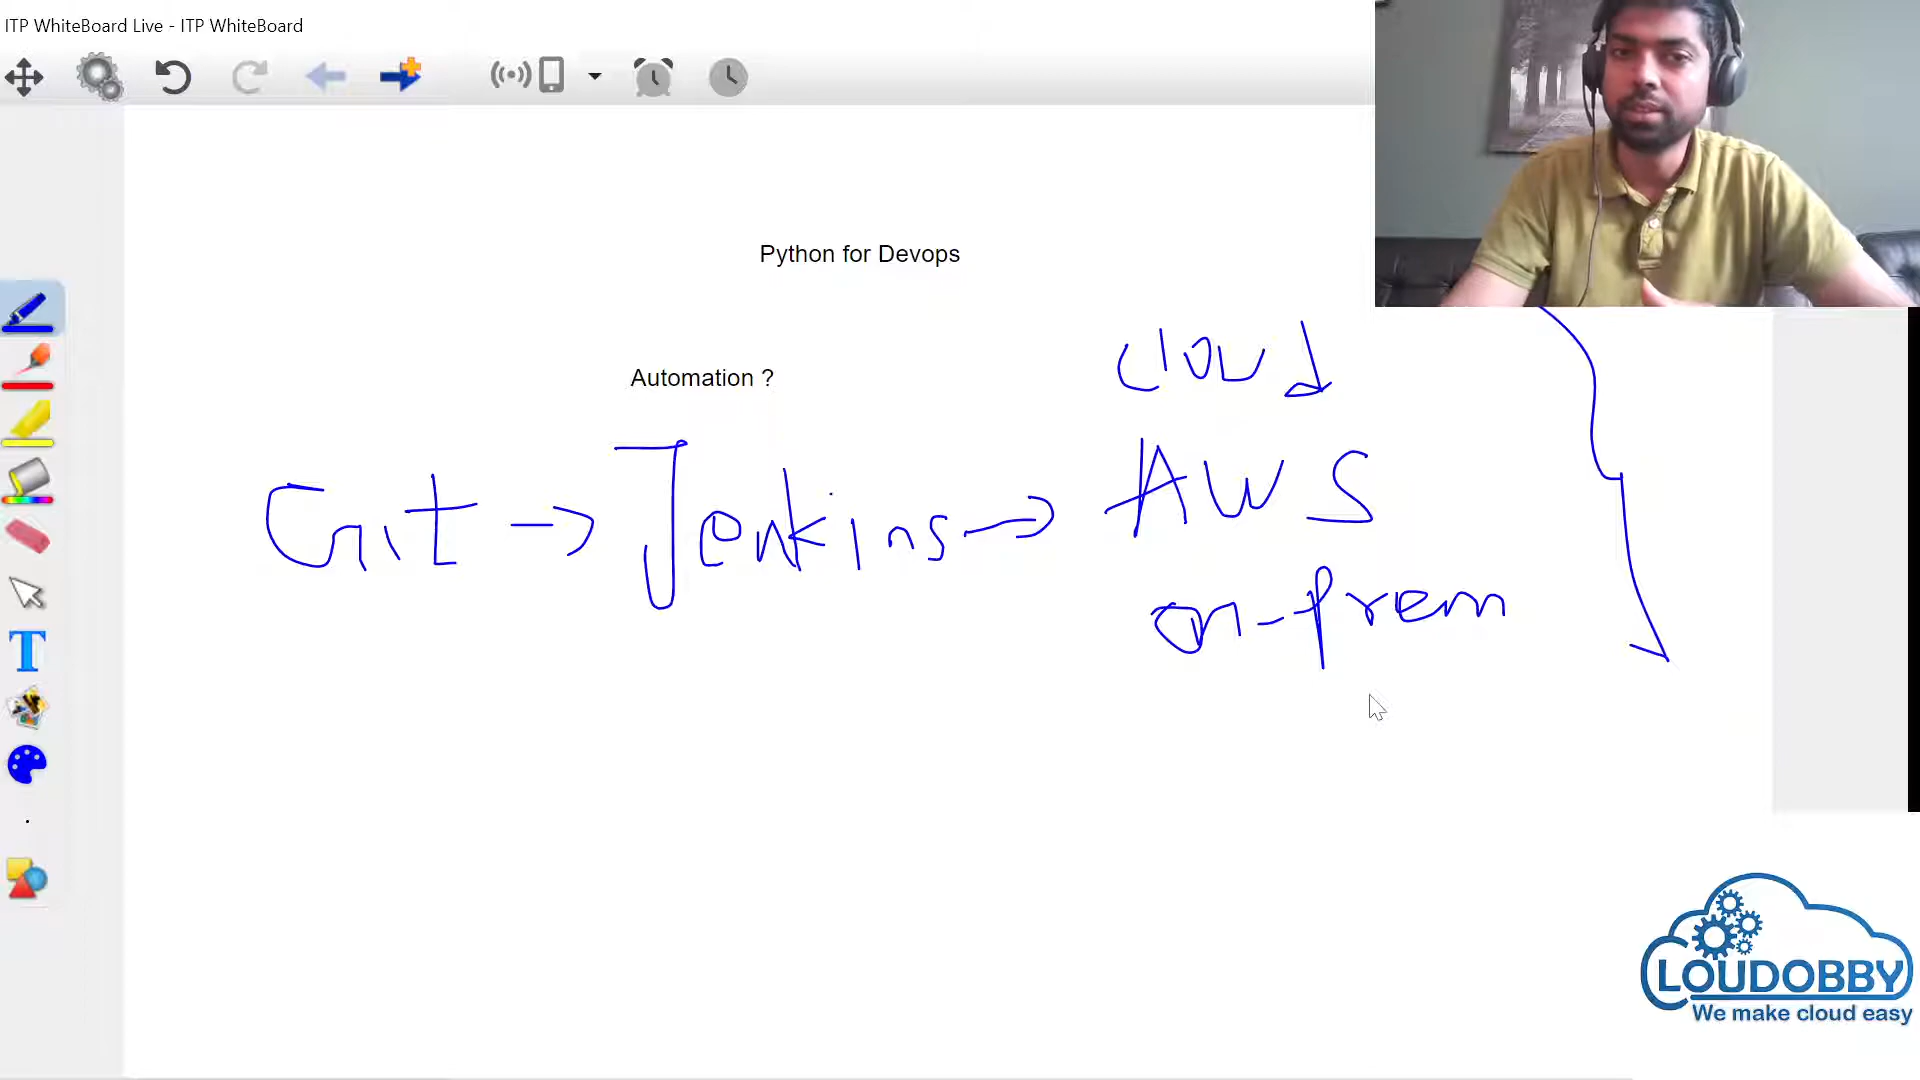 ITP WhiteBoard Live - ITP WhiteBoard
Python for Devops
Automation ?
Cloud
Git → Jenkins → AWS
on-prem
T
CLOUDOBBY
We make cloud easy